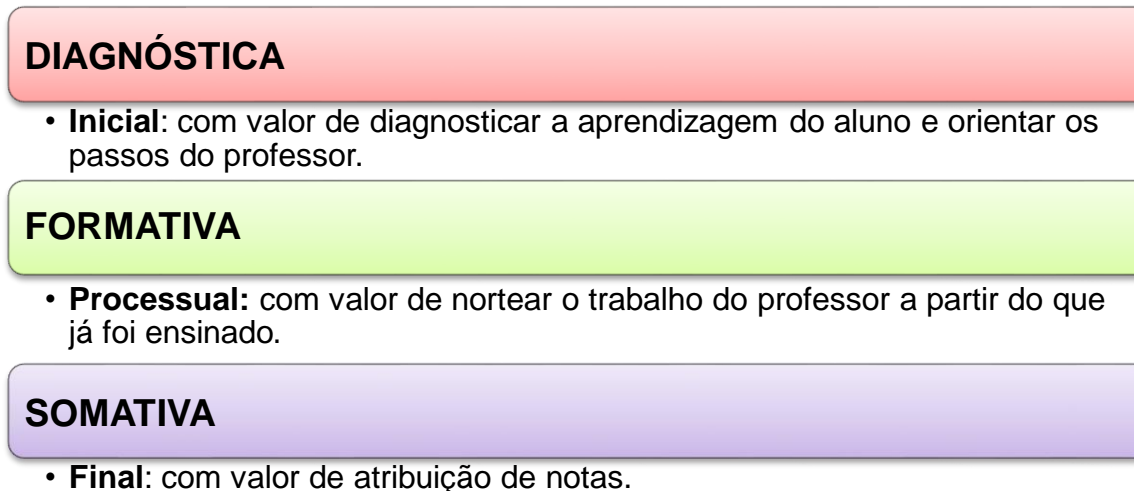 DIAGNÓSTICA
• Inicial: com valor de diagnosticar a aprendizagem do aluno e orientar os
passos do professor.
FORMATIVA
• Processual: com valor de nortear o trabalho do professor a partir do que
já foi ensinado.
SOMATIVA
• Final: com valor de atribuição de notas.